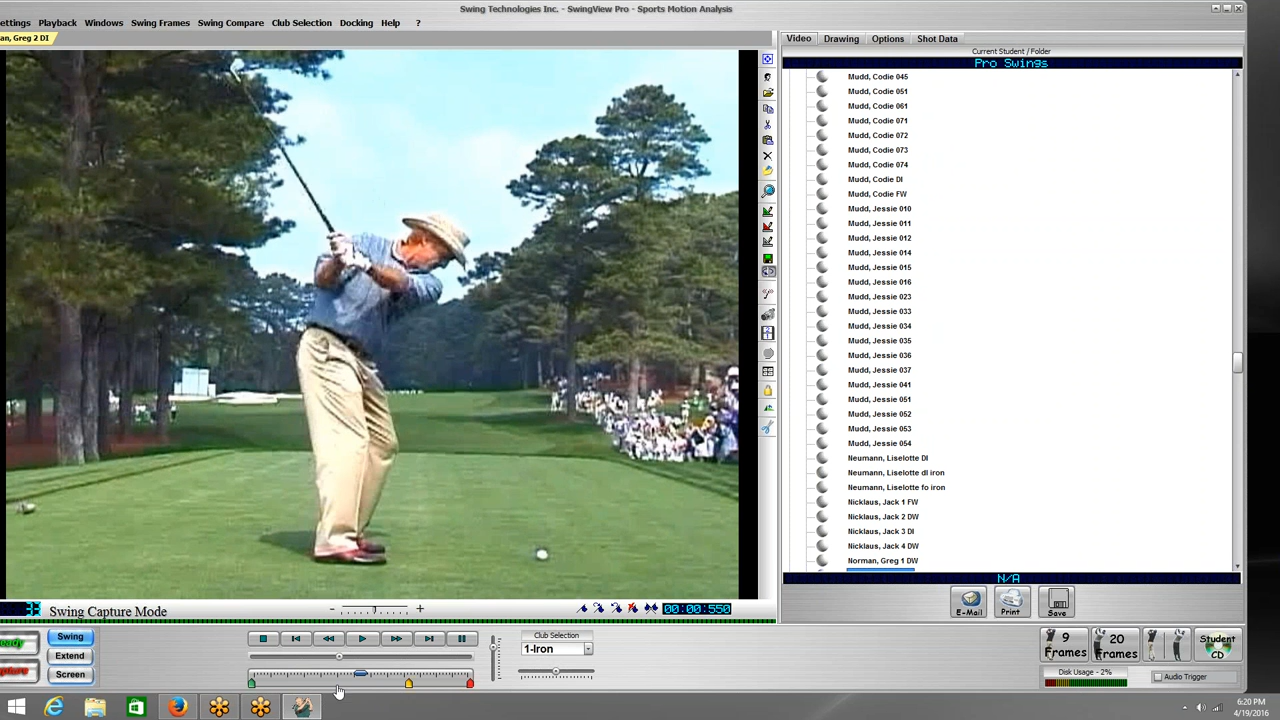 Swing Technologies Inc. - SwingView Pro - Sports Motion Analysis
ettings Playback Windows Swing Frames Swing Compare Club Selection Docking Help ?
an, Greg 2 DI
Video Drawing Options Shot Data
Current Student / Folder
Pro Swings
Mudd, Codie 045
Mudd, Codie 051
Mudd, Codie 061
Mudd, Codie 071
Mudd, Codie 072
Mudd, Codie 073
Mudd, Codie 074
Mudd, Codie DI
Mudd, Codie FW
Mudd, Jessie 010
Mudd, Jessie 011
Mudd, Jessie 012
Mudd, Jessie 014
Mudd, Jessie 015
Mudd, Jessie 016
Mudd, Jessie 023
Mudd, Jessie 033
Mudd, Jessie 034
Mudd, Jessie 035
Mudd, Jessie 036
Mudd, Jessie 037
Mudd, Jessie 041
Mudd, Jessie 051
Mudd, Jessie 052
Mudd, Jessie 053
Mudd, Jessie 054
Neumann, Liselotte DI
Neumann, Liselotte dl iron
Neumann, Liselotte fo iron
Nicklaus, Jack 1 FW
Nicklaus, Jack 2 DW
Nicklaus, Jack 3 DI
Nicklaus, Jack 4 DW
Norman, Greg 1 DW
N/A
E-Mail Print Save
Swing Capture Mode
- +
00:00:550
eady
Swing
Extend
apture
Screen
Club Selection
1-Iron
9 Frames
20 Frames
Student CD
Disk Usage - 2%
Audio Trigger
6:20 PM
4/19/2016